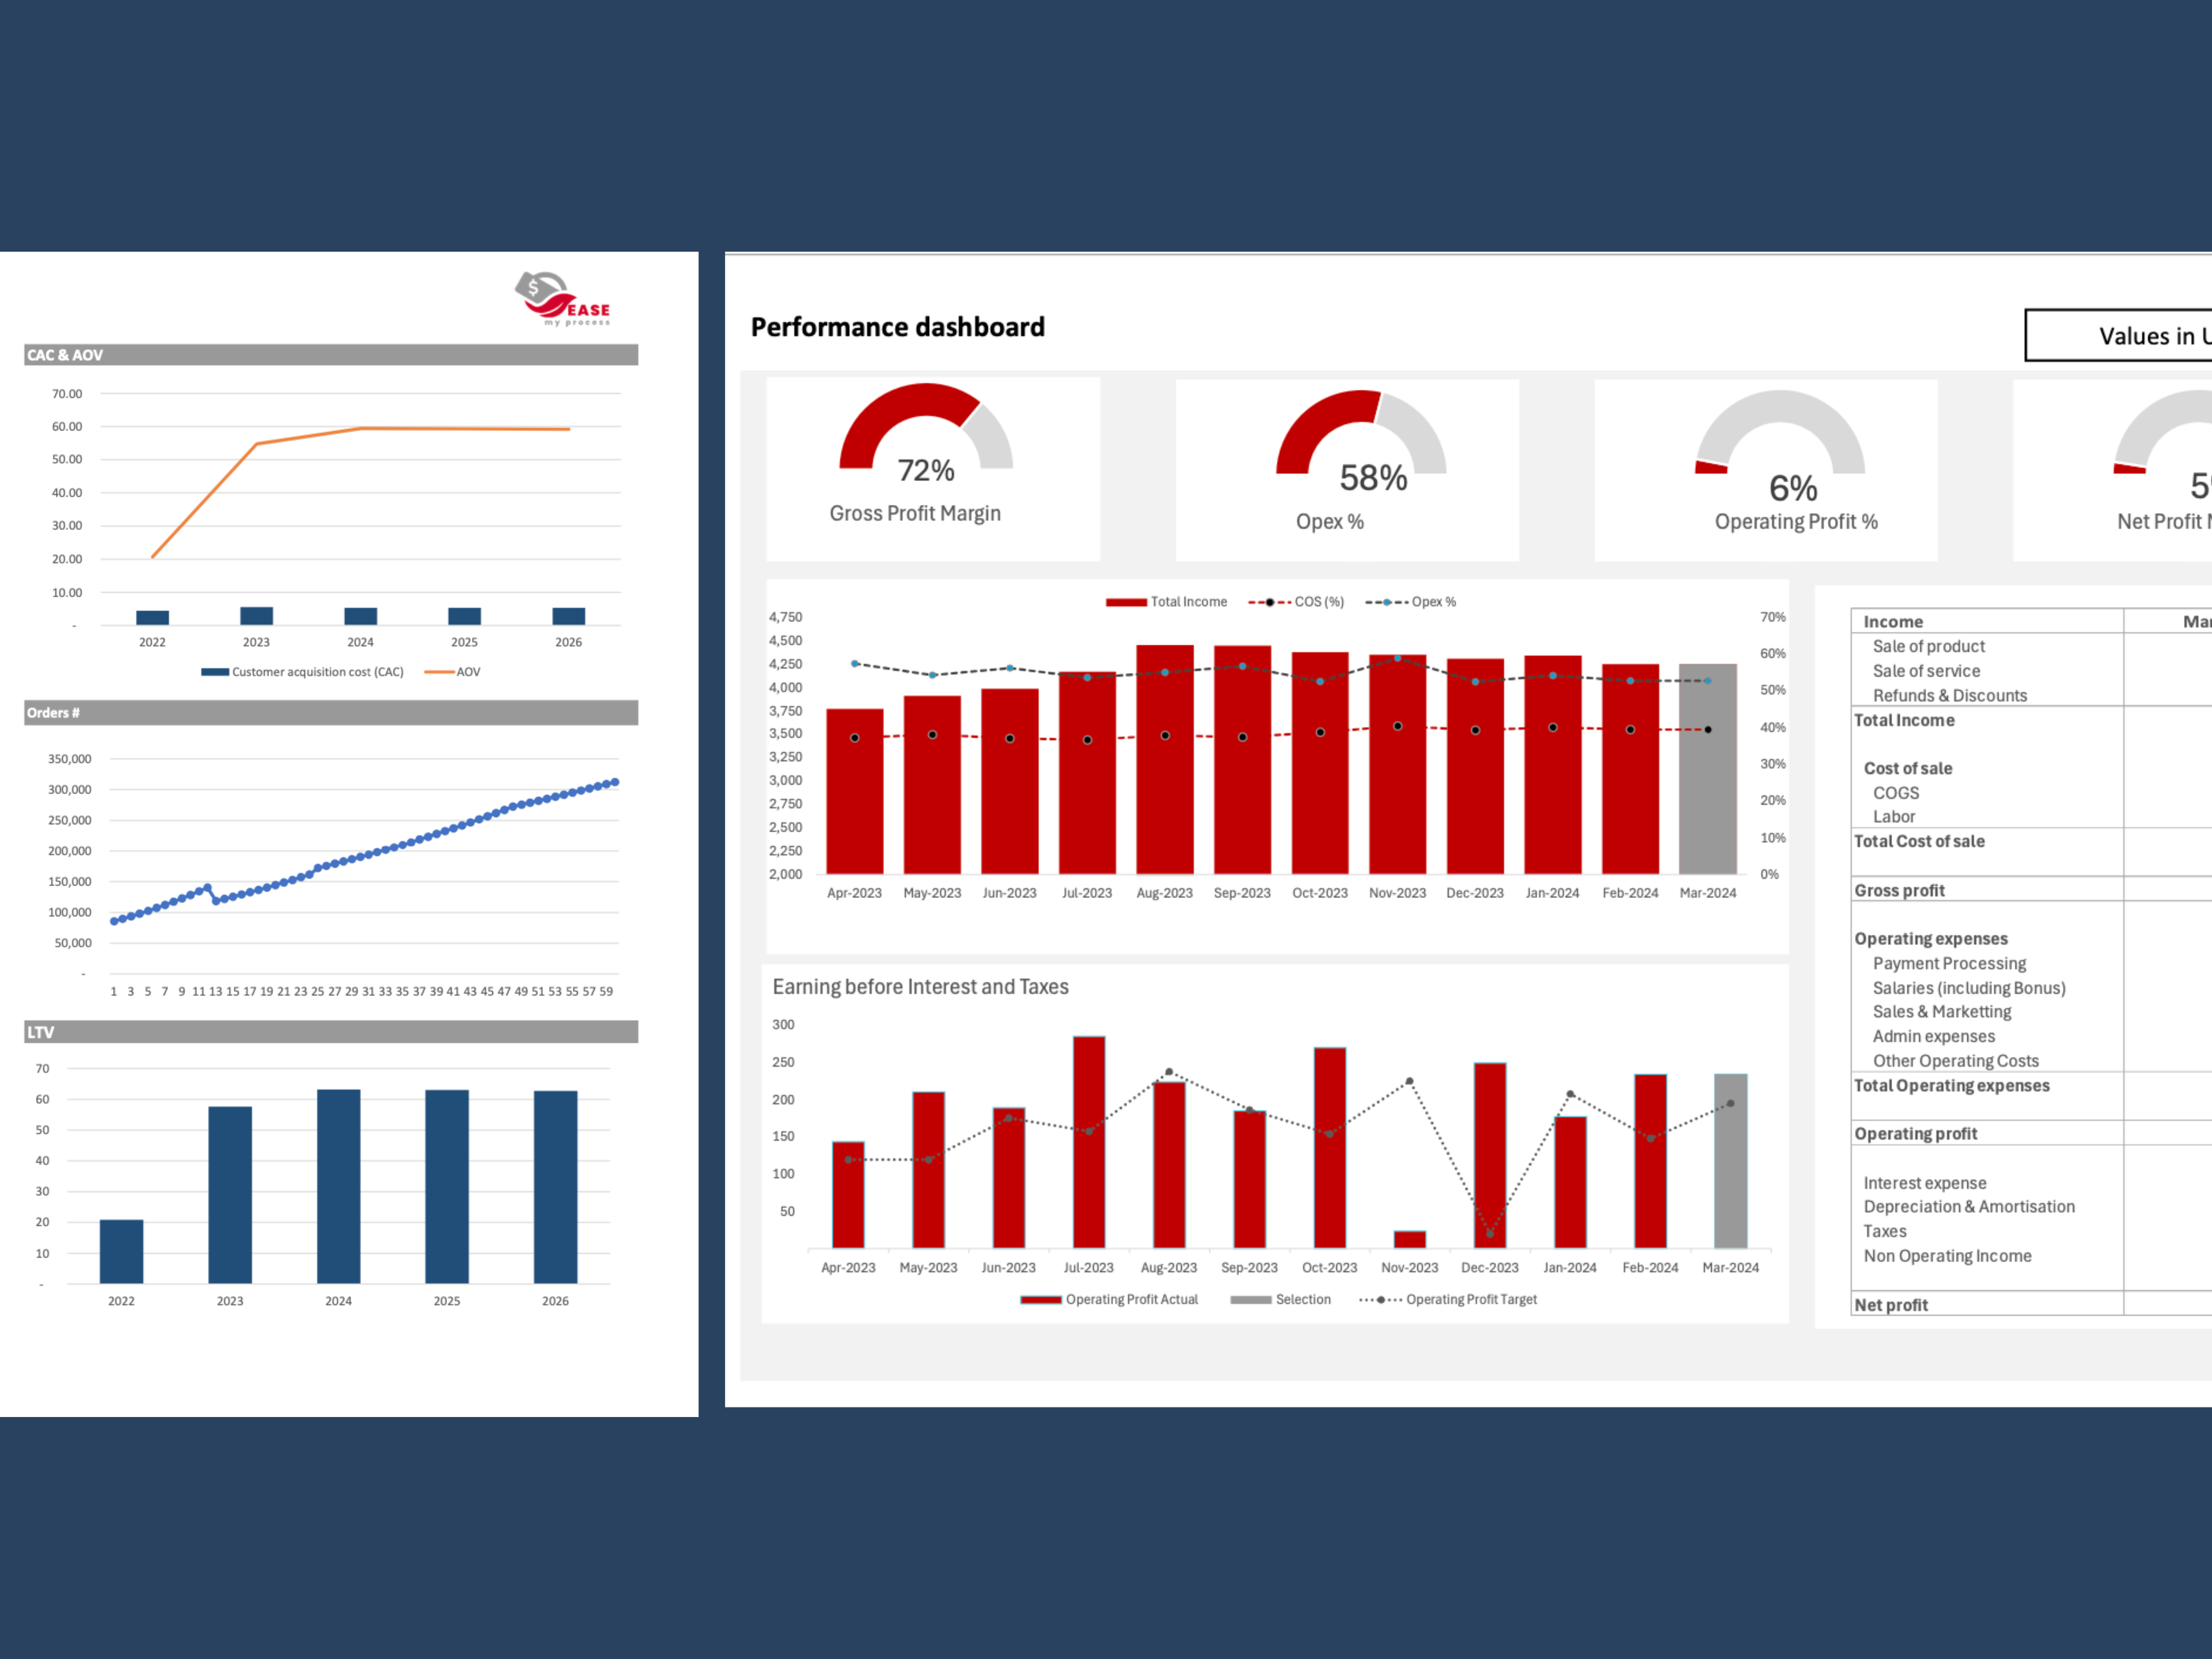 $
EASE
my process
CAC & AOV
70.00
60.00
50.00
40.00
30.00
20.00
10.00
-
2022 2023 2024 2025 2026
Customer acquisition cost (CAC) AOV
Orders #
350,000
300,000
250,000
200,000
150,000
100,000
50,000
-
1 3 5 7 9 11 13 15 17 19 21 23 25 27 29 31 33 35 37 39 41 43 45 47 49 51 53 55 57 59
LTV
70
60
50
40
30
20
10
-
2022 2023 2024 2025 2026
Performance dashboard
Values in U
72%
Gross Profit Margin
58%
Opex %
6%
Operating Profit %
5
Net Profit
Total Income COS (%) Opex %
4,750
4,500
4,250
4,000
3,750
3,500
3,250
3,000
2,750
2,500
2,250
2,000
70%
60%
50%
40%
30%
20%
10%
0%
Apr-2023 May-2023 Jun-2023 Jul-2023 Aug-2023 Sep-2023 Oct-2023 Nov-2023 Dec-2023 Jan-2024 Feb-2024 Mar-2024
Earning before Interest and Taxes
300
250
200
150
100
50
Apr-2023 May-2023 Jun-2023 Jul-2023 Aug-2023 Sep-2023 Oct-2023 Nov-2023 Dec-2023 Jan-2024 Feb-2024 Mar-2024
Operating Profit Actual Selection Operating Profit Target
Income Ma
Sale of product
Sale of service
Refunds & Discounts
Total Income
Cost of sale
COGS
Labor
Total Cost of sale
Gross profit
Operating expenses
Payment Processing
Salaries (including Bonus)
Sales & Marketting
Admin expenses
Other Operating Costs
Total Operating expenses
Operating profit
Interest expense
Depreciation & Amortisation
Taxes
Non Operating Income
Net profit